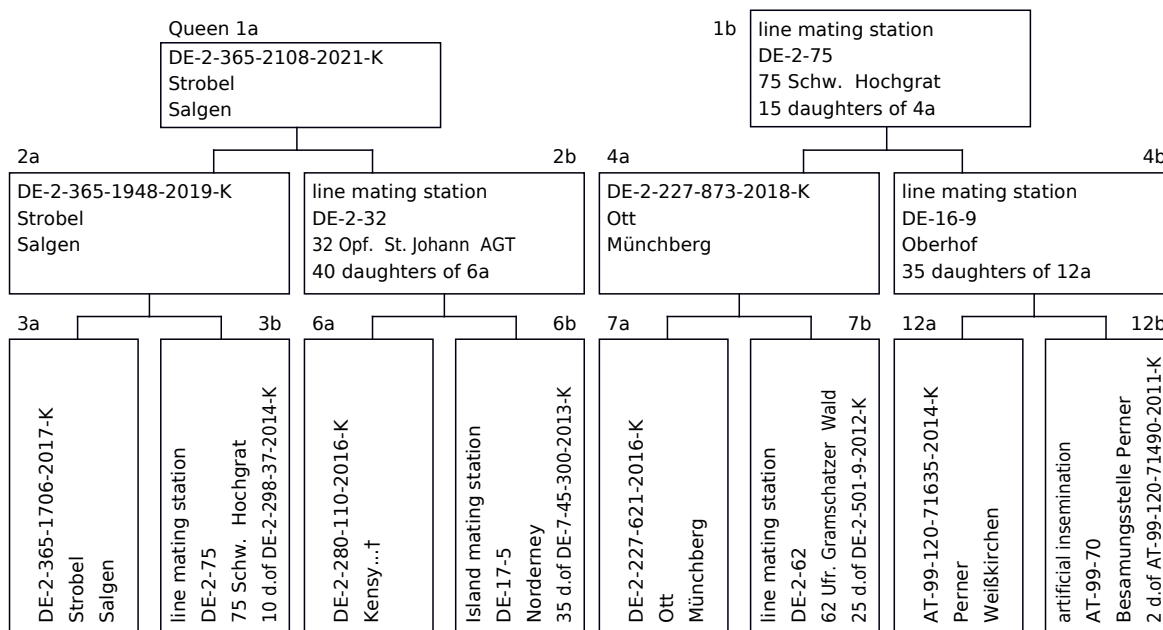 Queen 1a
DE-2-365-2108-2021-K
Strobel
Salgen
1b
line mating station
DE-2-75
75 Schw. Hochgrat
15 daughters of 4a
2a
DE-2-365-1948-2019-K
Strobel
Salgen
2b
line mating station
DE-2-32
32 Opf. St. Johann AGT
40 daughters of 6a
4a
DE-2-227-873-2018-K
Ott
Münchberg
4b
line mating station
DE-16-9
Oberhof
35 daughters of 12a
3a
DE-2-365-1706-2017-K
Strobel
Salgen
3b
line mating station
DE-2-75
75 Schw. Hochgrat
10 d.of DE-2-298-37-2014-K
6a
DE-2-280-110-2016-K
Kensy...†
6b
Island mating station
DE-17-5
Norderney
35 d.of DE-7-45-300-2013-K
7a
DE-2-227-621-2016-K
Ott
Münchberg
7b
line mating station
DE-2-62
62 Ufr. Gramschatzer Wald
25 d.of DE-2-501-9-2012-K
12a
AT-99-120-71635-2014-K
Perner
Weißkirchen
12b
artificial insemination
AT-99-70
Besamungsstelle Perner
2 d.of AT-99-120-71490-2011-K